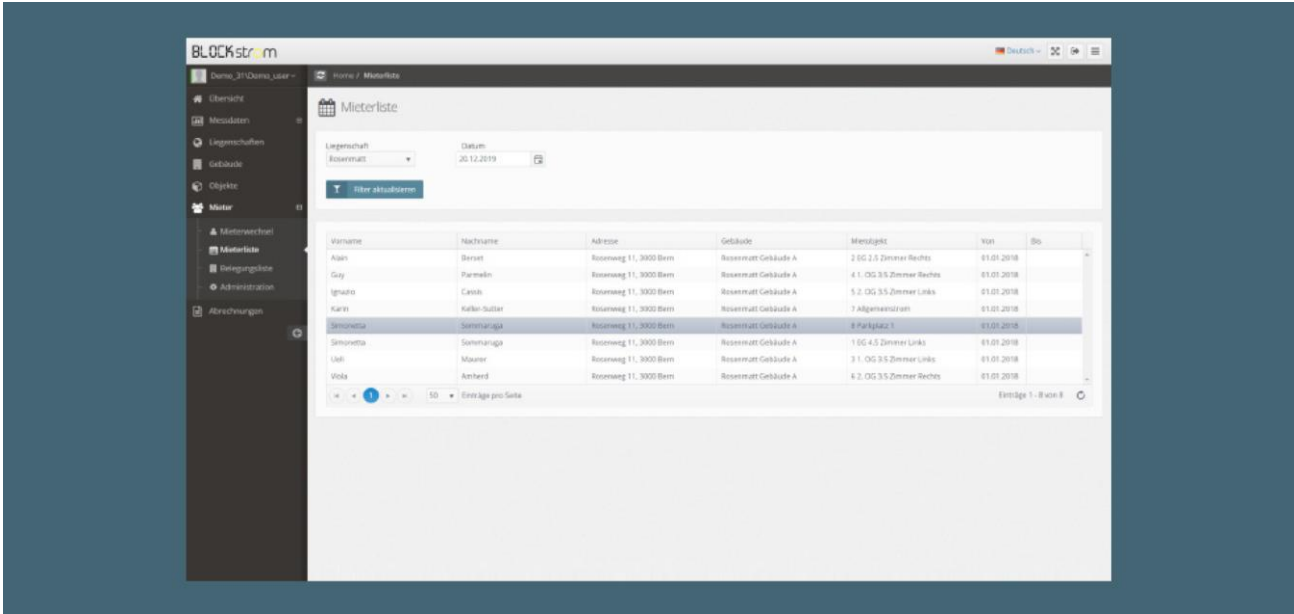 BLOCKstrom Deutsch
Demo_31\Demo_user Home / Mieterliste
Übersicht
Mieterliste
Messdaten
Liegenschaften
Liegenschaft Datum
Rosenmatt 20.12.2019
Gebäude
Objekte
Filter aktualisieren
Mieter
Mieterwechsel
Mieterliste
Belegungsliste
Administration
Abrechnungen
Vorname Nachname Adresse Gebäude Mietobjekt Von Bis
Alain Berset Rosenweg 11, 3000 Bern Rosenmatt Gebäude A 2 EG 2.5 Zimmer Rechts 01.01.2018
Guy Parmelin Rosenweg 11, 3000 Bern Rosenmatt Gebäude A 4 1. OG 3.5 Zimmer Rechts 01.01.2018
Ignazio Cassis Rosenweg 11, 3000 Bern Rosenmatt Gebäude A 5 2. OG 3.5 Zimmer Links 01.01.2018
Karin Keller-Sutter Rosenweg 11, 3000 Bern Rosenmatt Gebäude A 7 Allgemeinstrom 01.01.2018
Simonetta Sommaruga Rosenweg 11, 3000 Bern Rosenmatt Gebäude A 8 Parkplatz 1 01.01.2018
Simonetta Sommaruga Rosenweg 11, 3000 Bern Rosenmatt Gebäude A 1 EG 4.5 Zimmer Links 01.01.2018
Ueli Maurer Rosenweg 11, 3000 Bern Rosenmatt Gebäude A 3 1. OG 3.5 Zimmer Links 01.01.2018
Viola Amherd Rosenweg 11, 3000 Bern Rosenmatt Gebäude A 6 2. OG 3.5 Zimmer Rechts 01.01.2018
1 50 Einträge pro Seite Einträge 1 - 8 von 8